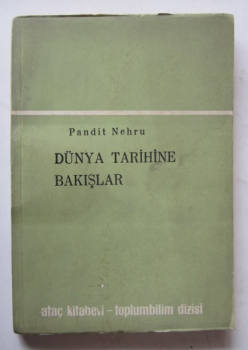 Pandit Nehru
DÜNYA TARİHİNE
BAKIŞLAR
ataç kitabevi - toplumbilim dizisi